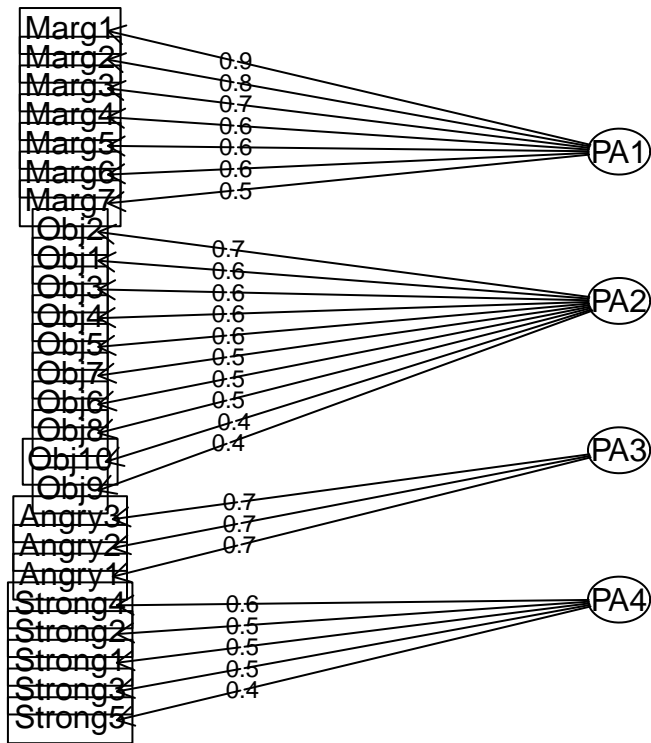 Marg1
Marg2
Marg3
Marg4
Marg5
Marg6
Marg7
Obj2
Obj1
Obj3
Obj4
Obj5
Obj7
Obj6
Obj8
Obj10
Obj9
Angry3
Angry2
Angry1
Strong4
Strong2
Strong1
Strong3
Strong5
0.9
0.8
0.7
0.6
0.6
0.6
0.5
0.7
0.6
0.6
0.6
0.6
0.5
0.5
0.5
0.4
0.4
0.7
0.7
0.7
0.6
0.5
0.5
0.5
0.4
PA1
PA2
PA3
PA4